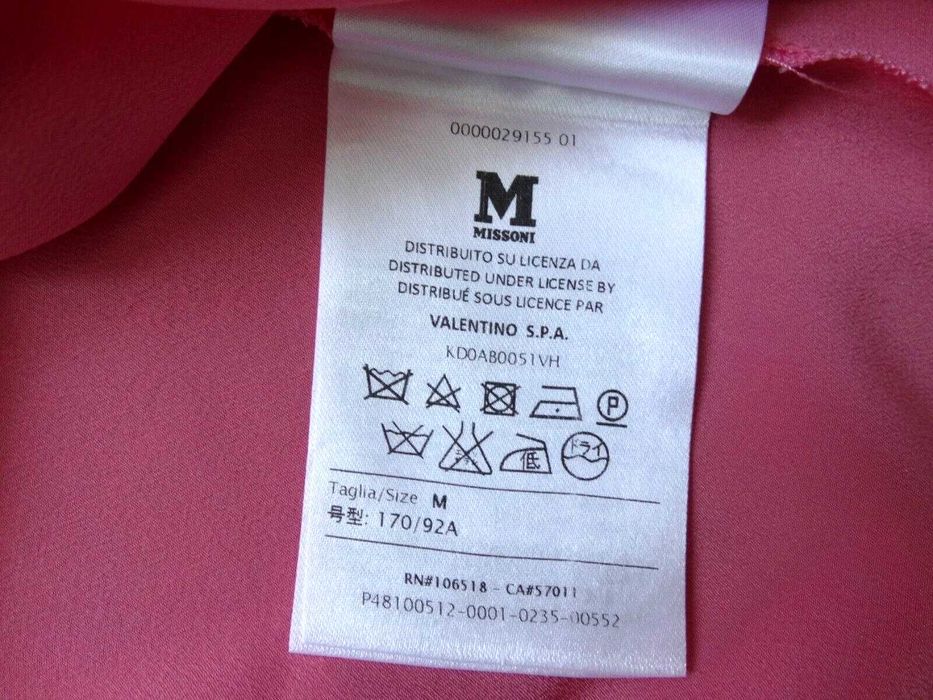 0000029155 01
M
MISSONI
DISTRIBUITO SU LICENZA DA
DISTRIBUTED UNDER LICENSE BY
DISTRIBUÉ SOUS LICENCE PAR
VALENTINO S.P.A.
KD0AB0051VH
P
低 ドライ
Taglia/Size M
号型: 170/92A
RN#106518 - CA#57011
P48100512-0001-0235-00552